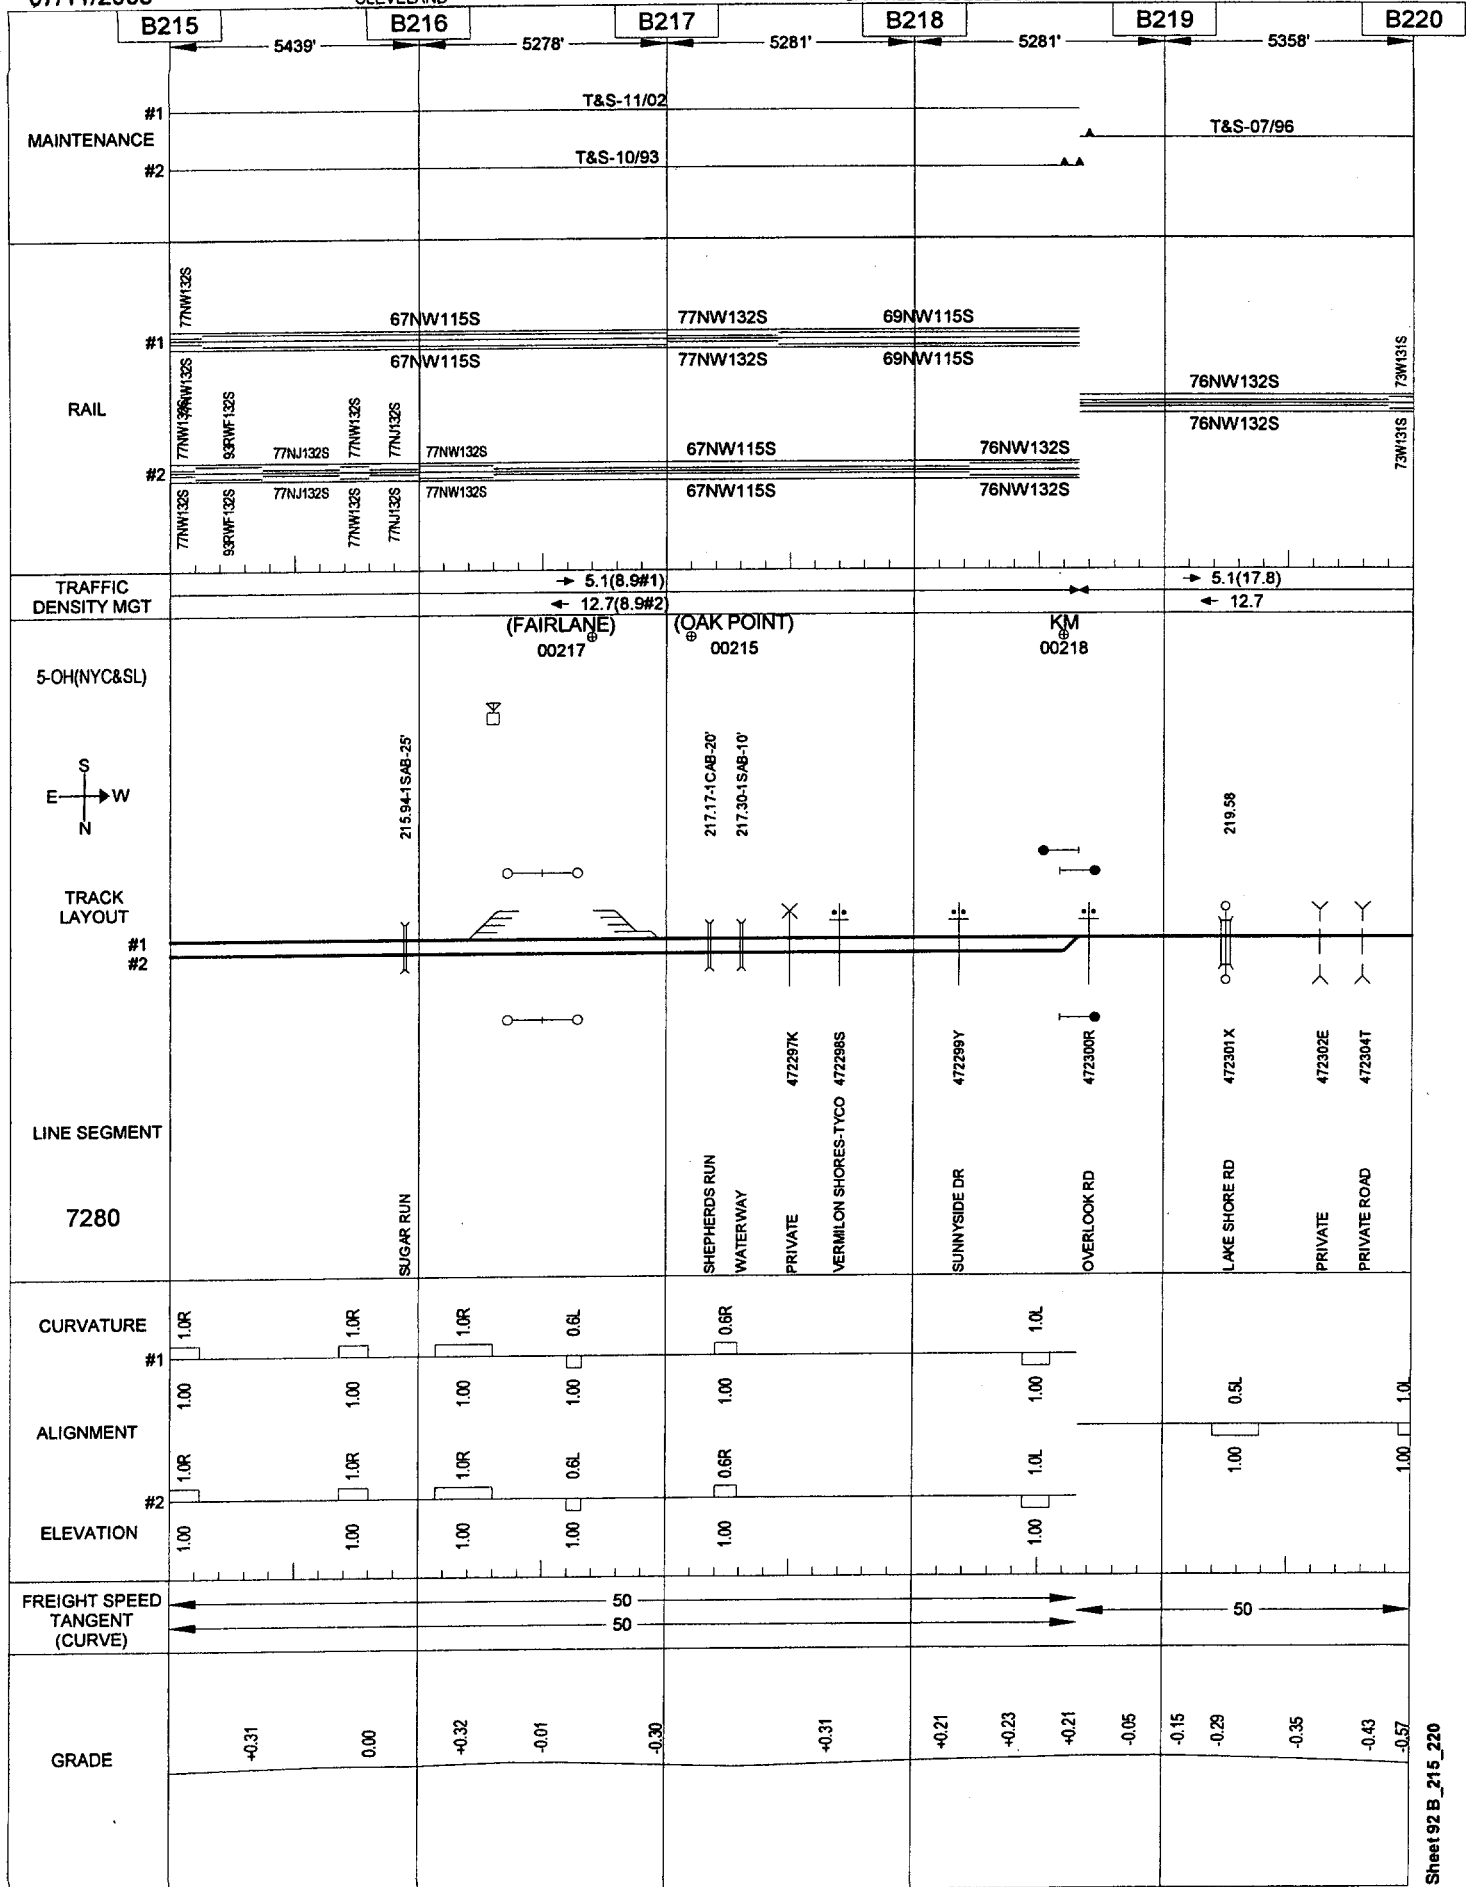 CLEVELAND
B215 B216 B217 B218 B219 B220
5439' 5278' 5281' 5281' 5358'
MAINTENANCE
#1
T&S-11/02
T&S-07/96
#2
T&S-10/93
RAIL
77NW132S
#1
67NW115S 77NW132S 69NW115S
67NW115S 77NW132S 69NW115S
77NW132S
76NW132S
73W131S
76NW132S
73W131S
#2
77NW132S 93RWF132S 77NJ132S 77NW132S 77NJ132S 77NW132S 67NW115S 76NW132S
77NW132S 93RWF132S 77NJ132S 77NW132S 77NJ132S 77NW132S 67NW115S 76NW132S
TRAFFIC
DENSITY MGT
5.1(8.9#1) 5.1(17.8)
12.7(8.9#2) 12.7
5-OH(NYC&SL)
(FAIRLANE) (OAK POINT) KM
00217 00215 00218
S
E W
N
215.94-1SAB-25'
217.17-1CAB-20'
217.30-1SAB-10'
219.58
TRACK
LAYOUT
#1
#2
472297K
472298S
472299Y
472300R
472301X
472302E
472304T
LINE SEGMENT
7280
SUGAR RUN
SHEPHERDS RUN
WATERWAY
PRIVATE
VERMILON SHORES-TYCO
SUNNYSIDE DR
OVERLOOK RD
LAKE SHORE RD
PRIVATE
PRIVATE ROAD
CURVATURE
#1
1.0R 1.0R 1.0R 0.6L 0.6R 1.0L
1.00 1.00 1.00 1.00 1.00 1.00
0.5L 1.0L
1.00 1.00
ALIGNMENT
#2
1.0R 1.0R 1.0R 0.6L 0.6R 1.0L
1.00 1.00 1.00 1.00 1.00 1.00
ELEVATION
FREIGHT SPEED
TANGENT
(CURVE)
50
50
50
GRADE
+0.31 0.00 +0.32 -0.01 -0.30 +0.31 +0.21 +0.23 +0.21 -0.05 -0.15 -0.29 -0.35 -0.43 -0.57
Sheet 92 B_215_220